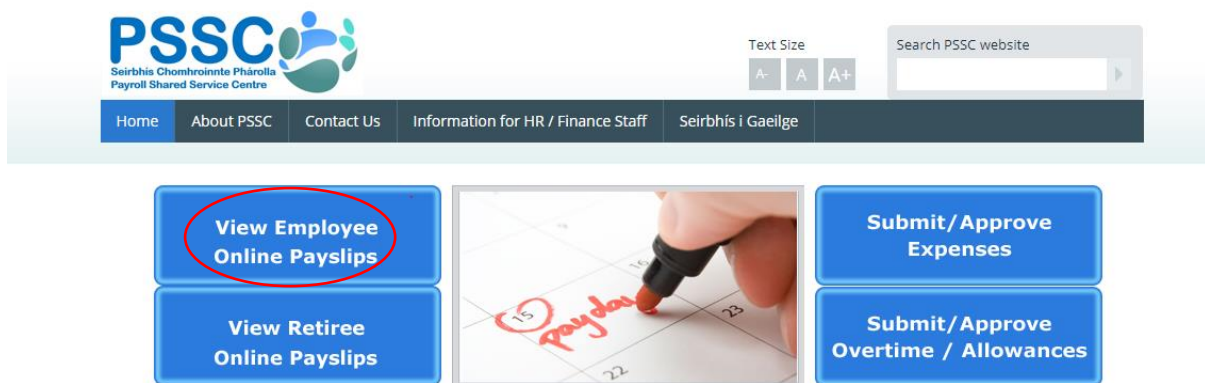 PSSC
Seirbhís Chomhroinnte Phárolla
Payroll Shared Service Centre
Text Size
A- A A+
Search PSSC website
Home About PSSC Contact Us Information for HR / Finance Staff Seirbhís i Gaeilge
View Employee
Online Payslips
View Retiree
Online Payslips
16
15
payday
23
22
Submit/Approve
Expenses
Submit/Approve
Overtime / Allowances